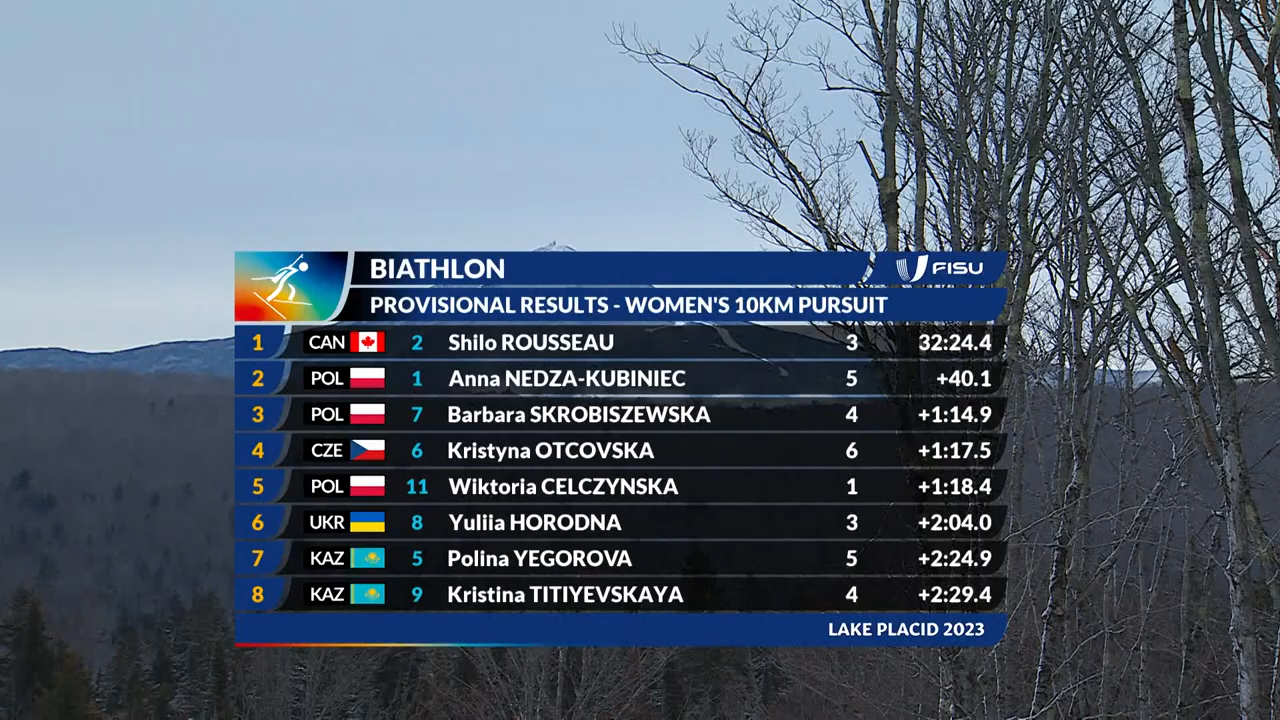 BIATHLON
FISU
PROVISIONAL RESULTS - WOMEN'S 10KM PURSUIT
1 CAN 2 Shilo ROUSSEAU 3 32:24.4
2 POL 1 Anna NEDZA-KUBINIEC 5 +40.1
3 POL 7 Barbara SKROBISZEWSKA 4 +1:14.9
4 CZE 6 Kristyna OTCOVSKA 6 +1:17.5
5 POL 11 Wiktoria CELCZYNSKA 1 +1:18.4
6 UKR 8 Yuliia HORODNA 3 +2:04.0
7 KAZ 5 Polina YEGOROVA 5 +2:24.9
8 KAZ 9 Kristina TITIYEVSKAYA 4 +2:29.4
LAKE PLACID 2023